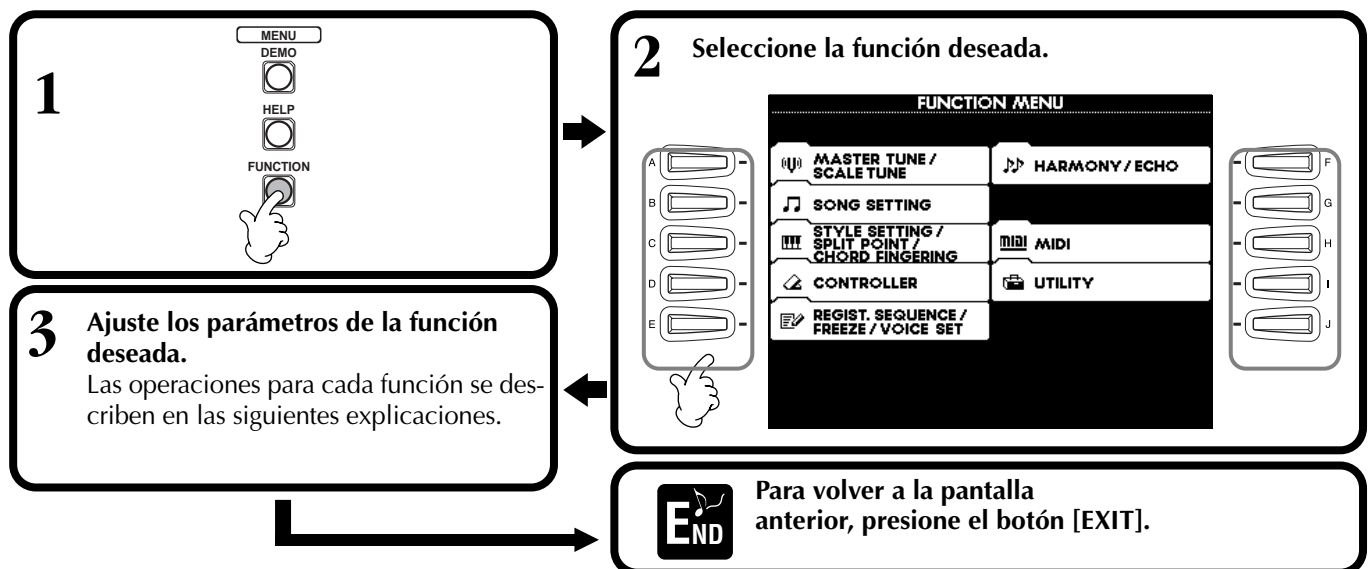 1
MENU
DEMO
HELP
FUNCTION
2 Seleccione la función deseada.
FUNCTION MENU
A
B
C
D
E
MASTER TUNE /
SCALE TUNE
SONG SETTING
STYLE SETTING /
SPLIT POINT /
CHORD FINGERING
CONTROLLER
REGIST. SEQUENCE /
FREEZE / VOICE SET
HARMONY / ECHO
MIDI MIDI
UTILITY
F
G
H
I
J
3 Ajuste los parámetros de la función
deseada.
Las operaciones para cada función se des-
criben en las siguientes explicaciones.
END
Para volver a la pantalla
anterior, presione el botón [EXIT].